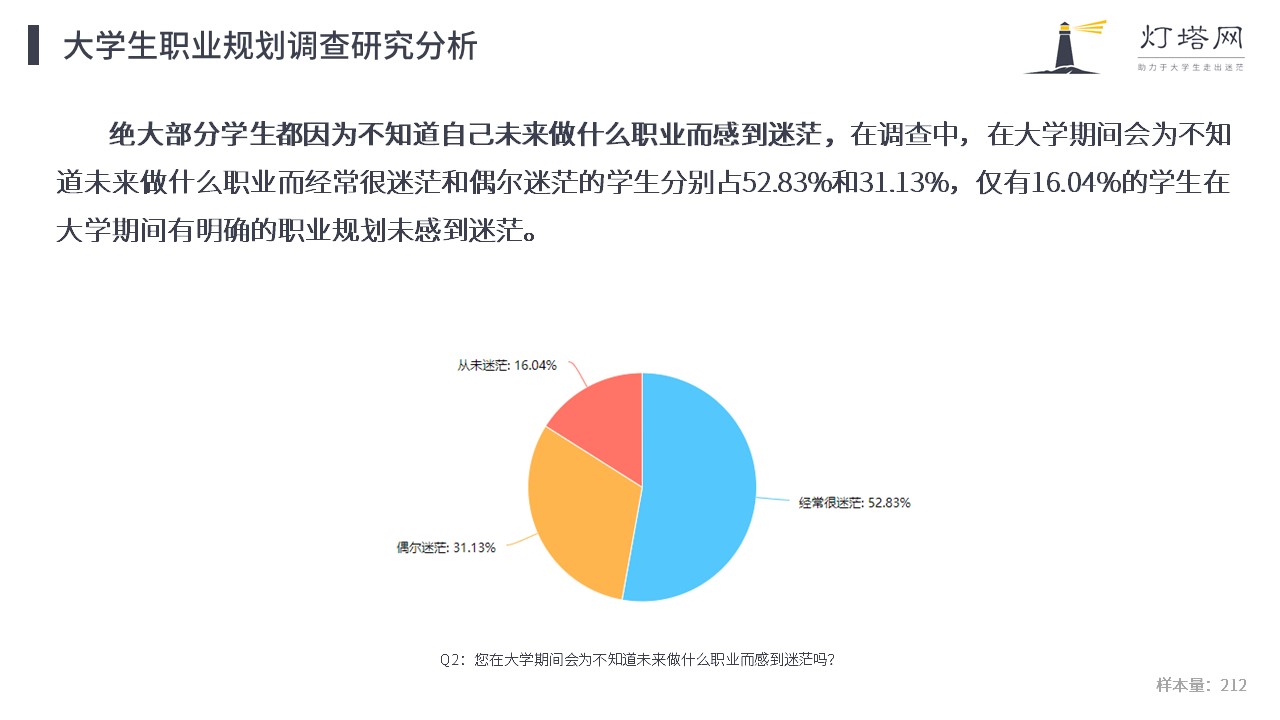 大学生职业规划调查研究分析
灯塔网
助力于大学生走出迷茫
绝大部分学生都因为不知道自己未来做什么职业而感到迷茫，在调查中，在大学期间会为不知
道未来做什么职业而经常很迷茫和偶尔迷茫的学生分别占52.83%和31.13%，仅有16.04%的学生在
大学期间有明确的职业规划未感到迷茫。
从未迷茫: 16.04%
经常很迷茫: 52.83%
偶尔迷茫: 31.13%
Q2：您在大学期间会为不知道未来做什么职业而感到迷茫吗?
样本量：212